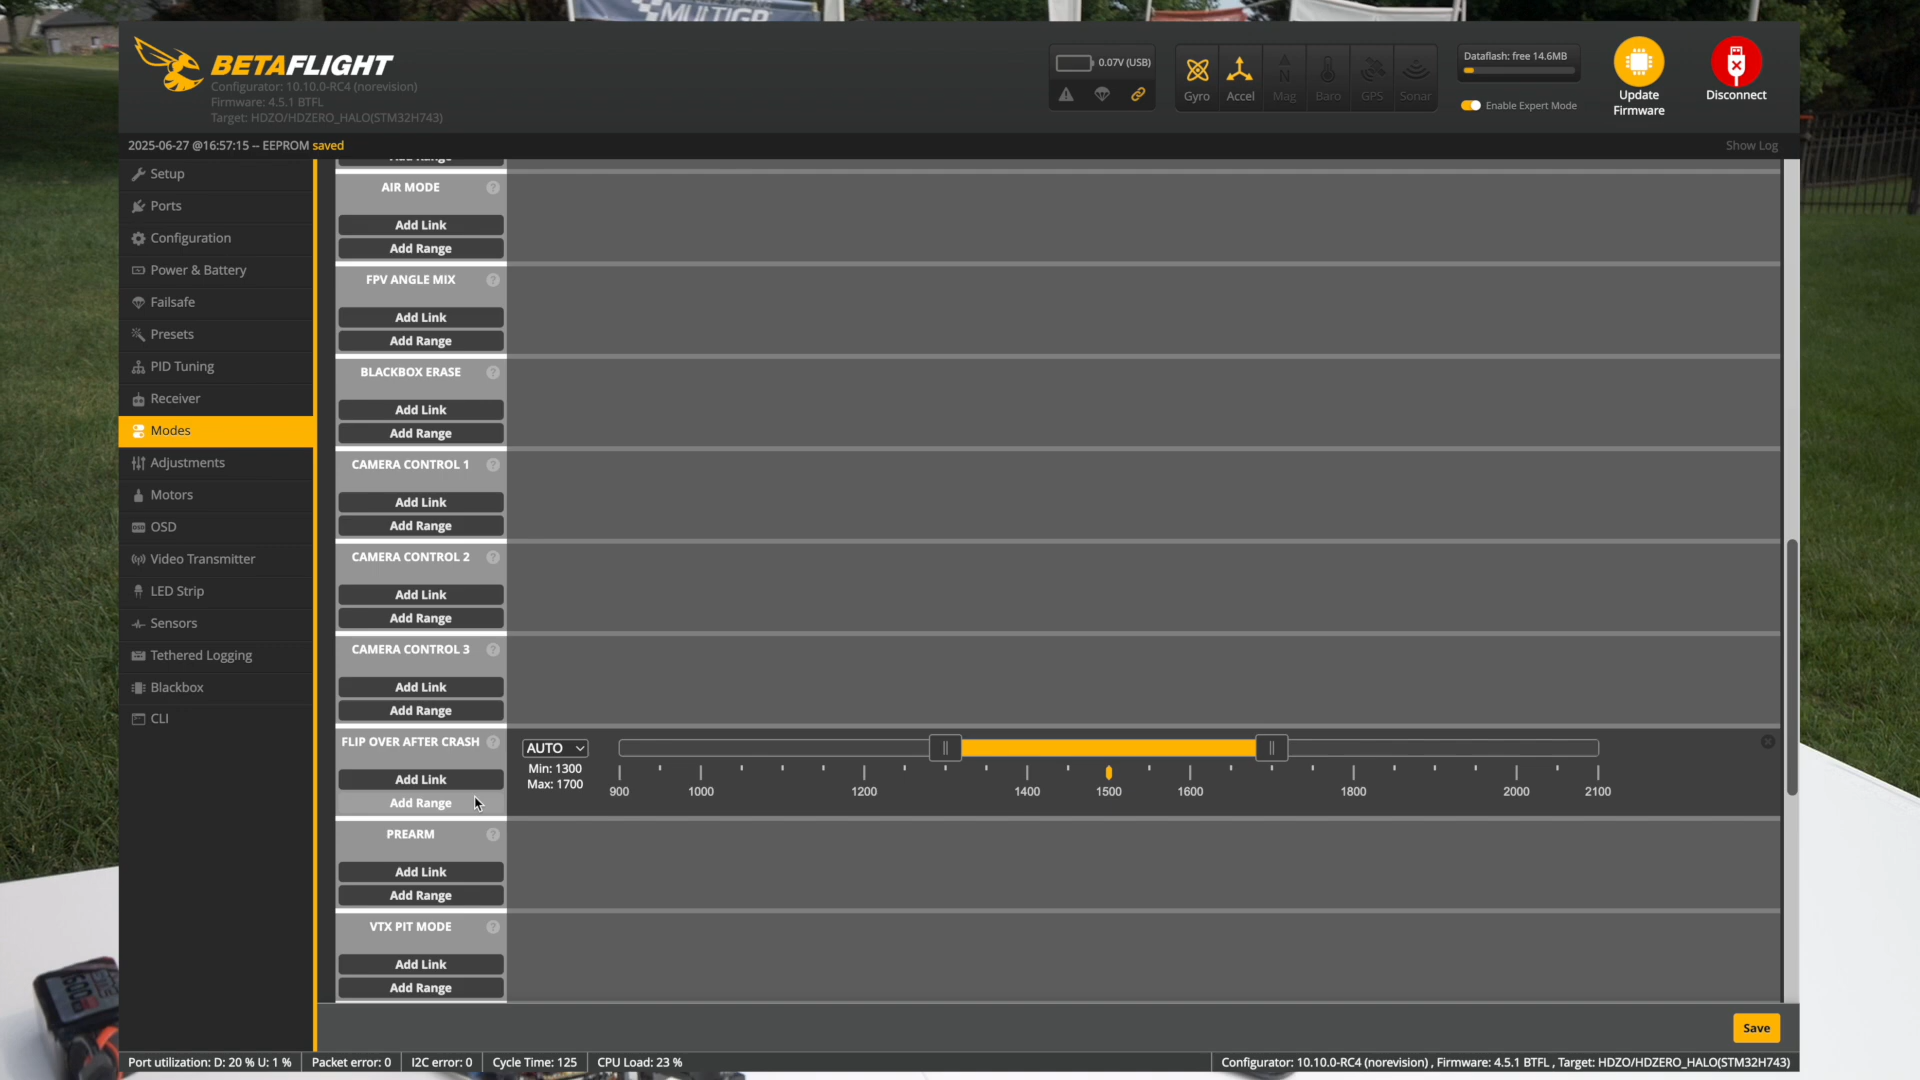 MULTIGP
BETAFLIGHT
Configurator: 10.10.0-RC4 (norevision)
Firmware: 4.5.1 BTFL
Target: HDZO/HDZERO_HALO(STM32H743)
0.07V (USB)
Gyro
Accel
Mag
Baro
GPS
Sonar
Dataflash: free 14.6MB
Enable Expert Mode
Update
Firmware
Disconnect
2025-06-27 @16:57:15 -- EEPROM saved
Show Log
Setup
Ports
Configuration
Power & Battery
Failsafe
Presets
PID Tuning
Receiver
Modes
Adjustments
Motors
OSD
Video Transmitter
LED Strip
Sensors
Tethered Logging
Blackbox
CLI
Add Range
AIR MODE
Add Link
Add Range
FPV ANGLE MIX
Add Link
Add Range
BLACKBOX ERASE
Add Link
Add Range
CAMERA CONTROL 1
Add Link
Add Range
CAMERA CONTROL 2
Add Link
Add Range
CAMERA CONTROL 3
Add Link
Add Range
FLIP OVER AFTER CRASH
Add Link
Add Range
AUTO
Min: 1300
Max: 1700
900 1000 1200 1400 1500 1600 1800 2000 2100
PREARM
Add Link
Add Range
VTX PIT MODE
Add Link
Add Range
Save
Port utilization: D: 20 % U: 1 %
Packet error: 0
I2C error: 0
Cycle Time: 125
CPU Load: 23 %
Configurator: 10.10.0-RC4 (norevision) , Firmware: 4.5.1 BTFL , Target: HDZO/HDZERO_HALO(STM32H743)